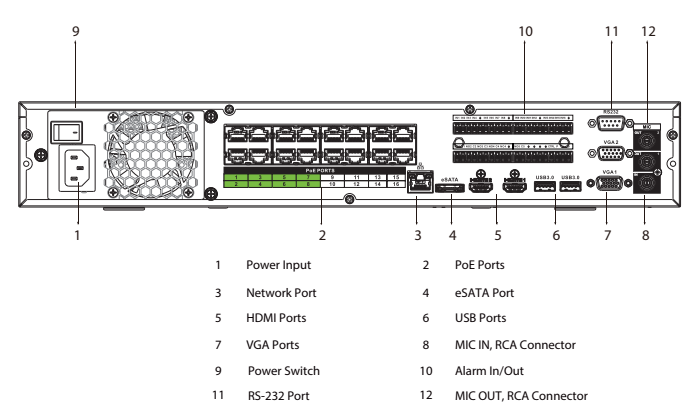 9 10 11 12
RS232
MIC
OUT
VGA 2
PoE PORTS
1 3 5 7 9 11 13 15
2 4 6 8 10 12 14 16
eSATA
USB3.0 USB3.0
VGA1
1 2 3 4 5 6 7 8
1 Power Input 2 PoE Ports
3 Network Port 4 eSATA Port
5 HDMI Ports 6 USB Ports
7 VGA Ports 8 MIC IN, RCA Connector
9 Power Switch 10 Alarm In/Out
11 RS-232 Port 12 MIC OUT, RCA Connector